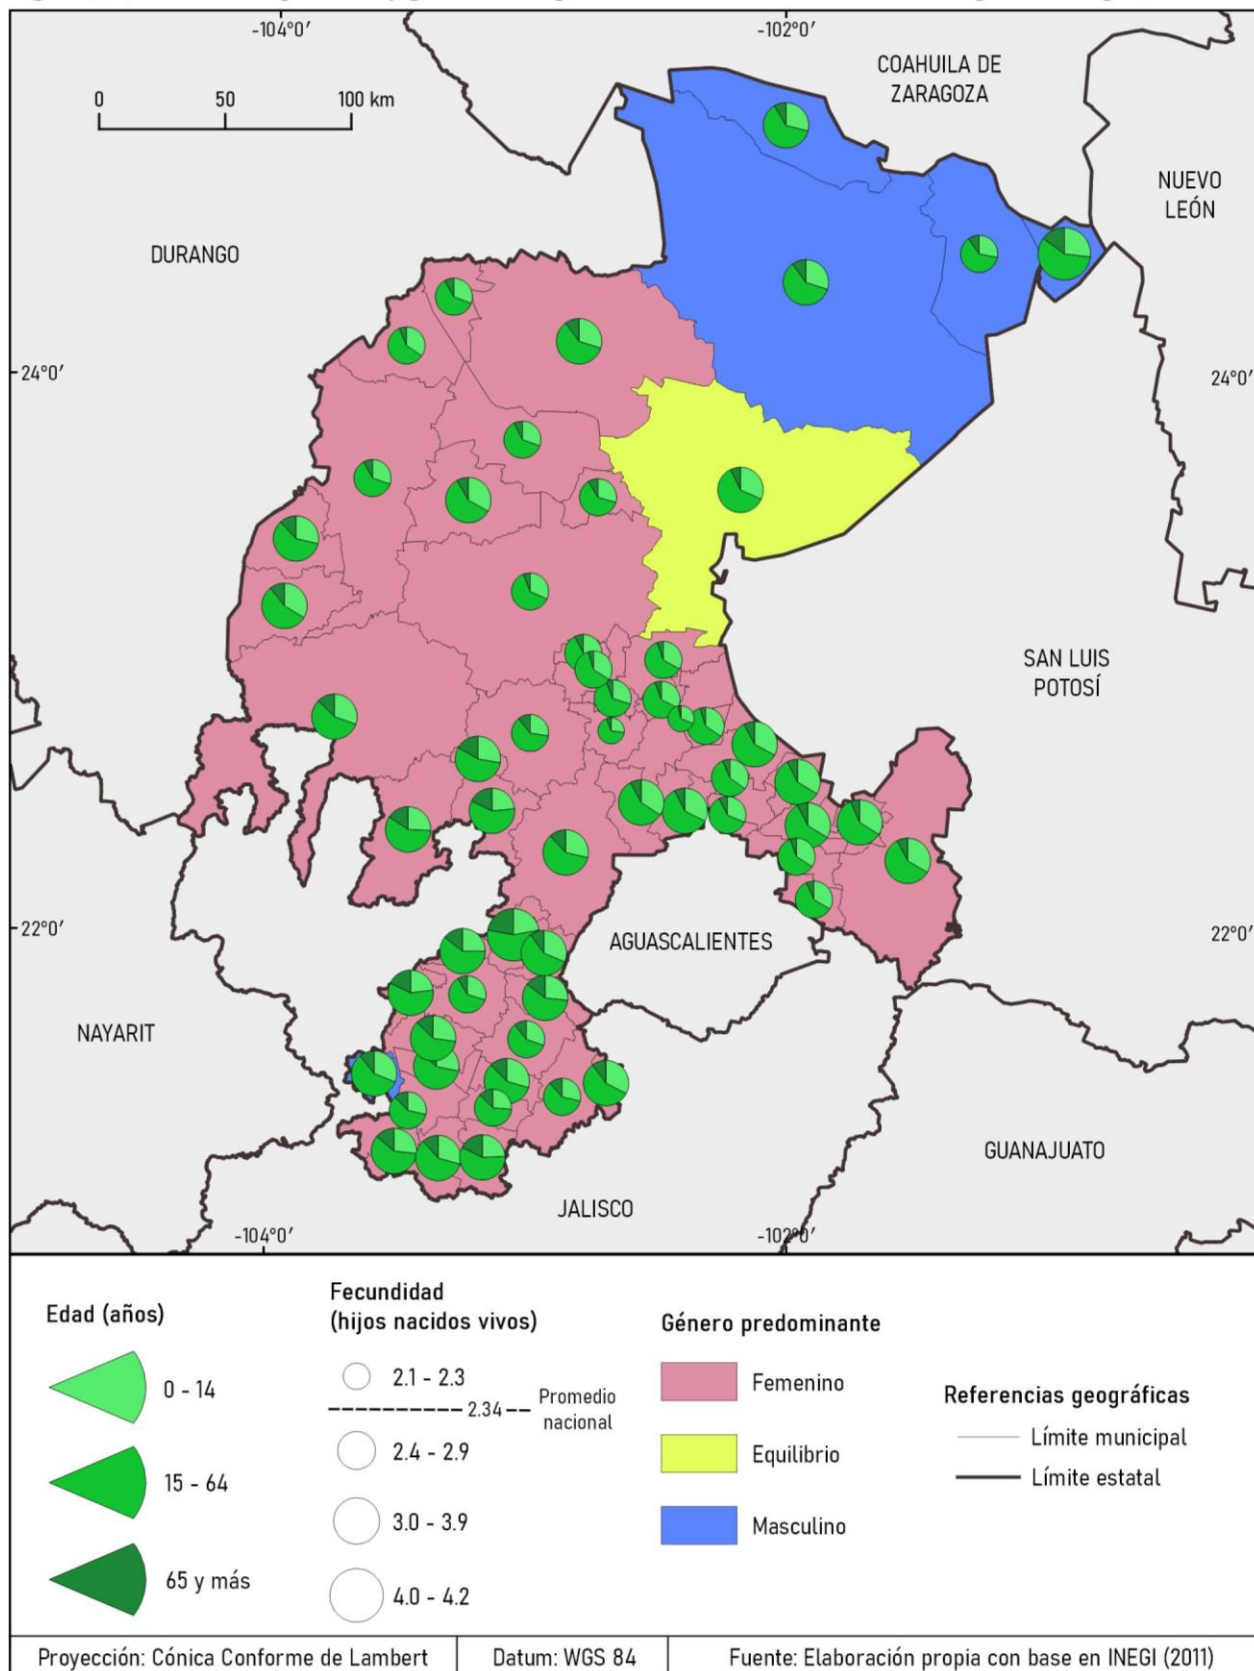 -104°0′
-102°0′
0 50 100 km
COAHUILA DE
ZARAGOZA
NUEVO
LEÓN
DURANGO
24°0′
24°0′
SAN LUIS
POTOSÍ
22°0′
22°0′
AGUASCALIENTES
NAYARIT
GUANAJUATO
JALISCO
-104°0′
-102°0′
Edad (años)
0 - 14
15 - 64
65 y más
Fecundidad
(hijos nacidos vivos)
2.1 - 2.3
2.34
Promedio
nacional
2.4 - 2.9
3.0 - 3.9
4.0 - 4.2
Género predominante
Femenino
Equilibrio
Masculino
Referencias geográficas
Límite municipal
Límite estatal
Proyección: Cónica Conforme de Lambert
Datum: WGS 84
Fuente: Elaboración propia con base en INEGI (2011)